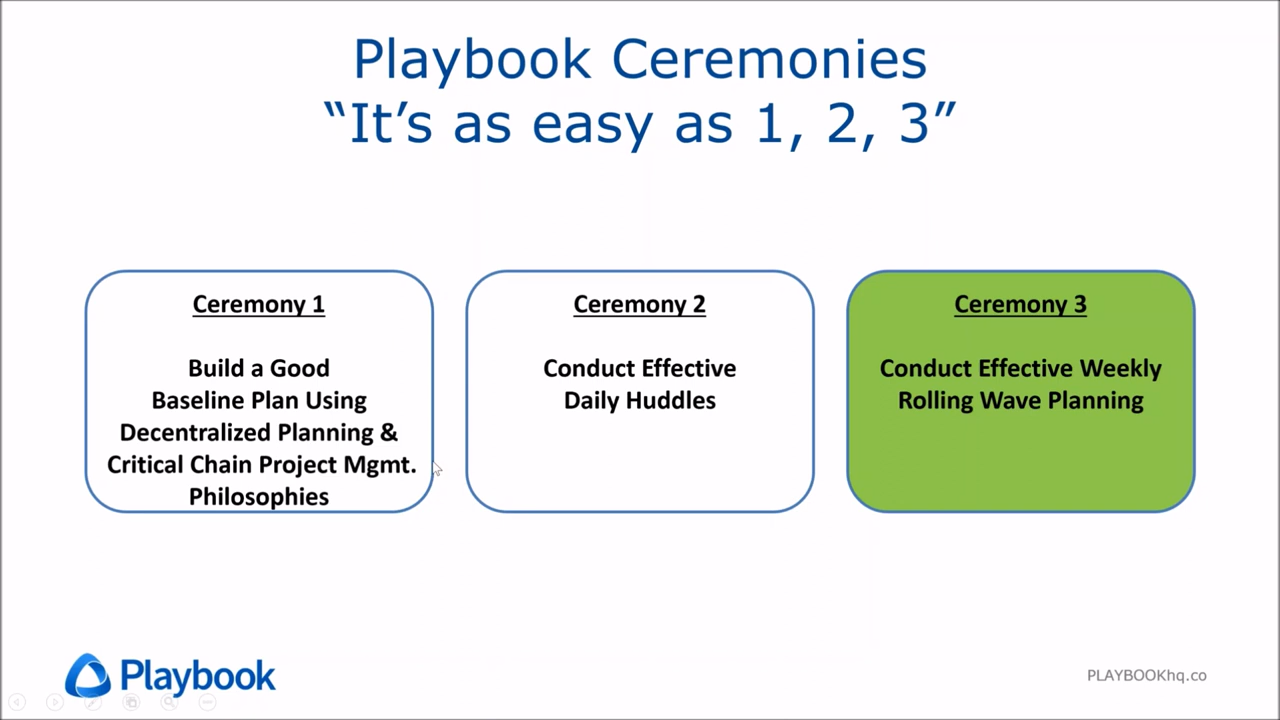 Playbook Ceremonies
“It’s as easy as 1, 2, 3”
Ceremony 1
Build a Good
Baseline Plan Using
Decentralized Planning &
Critical Chain Project Mgmt.
Philosophies
Ceremony 2
Conduct Effective
Daily Huddles
Ceremony 3
Conduct Effective Weekly
Rolling Wave Planning
Playbook
PLAYBOOKhq.co